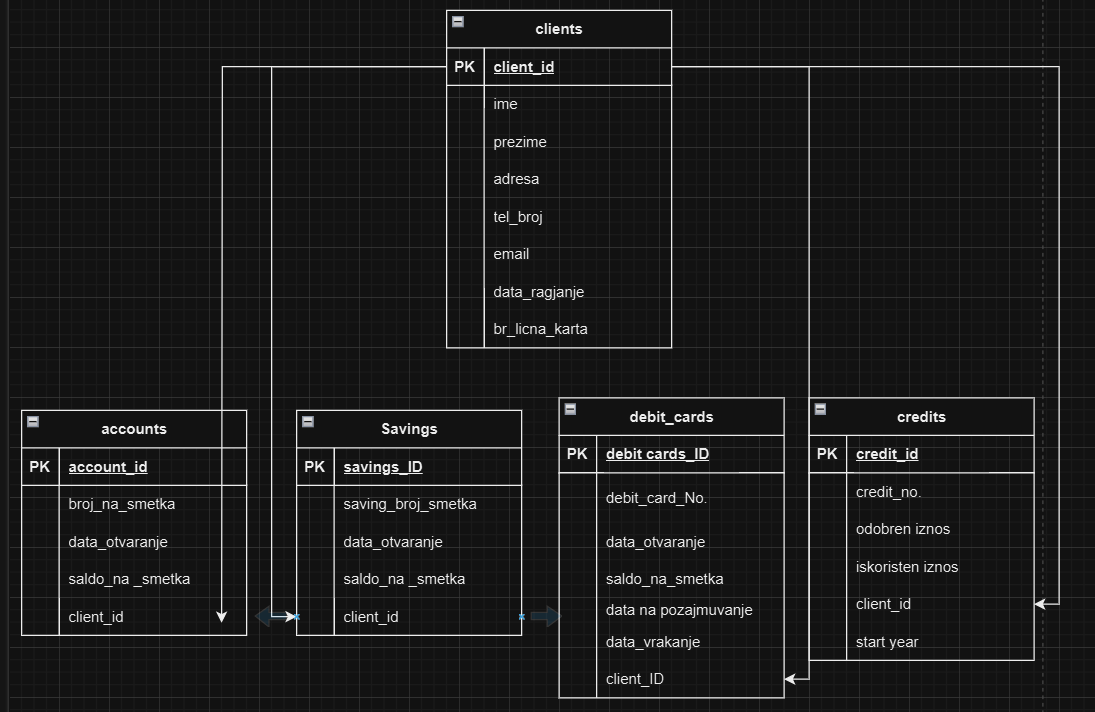 clients
PK client_id
ime
prezime
adresa
tel_broj
email
data_ragjanje
br_licna_karta
accounts
PK account_id
broj_na_smetka
data_otvaranje
saldo_na _smetka
client_id
Savings
PK savings_ID
saving_broj_smetka
data_otvaranje
saldo_na _smetka
client_id
debit_cards
PK debit cards_ID
debit_card_No.
data_otvaranje
saldo_na_smetka
data na pozajmuvanje
data_vrakanje
client_ID
credits
PK credit_id
credit_no.
odobren iznos
iskoristen iznos
client_id
start year